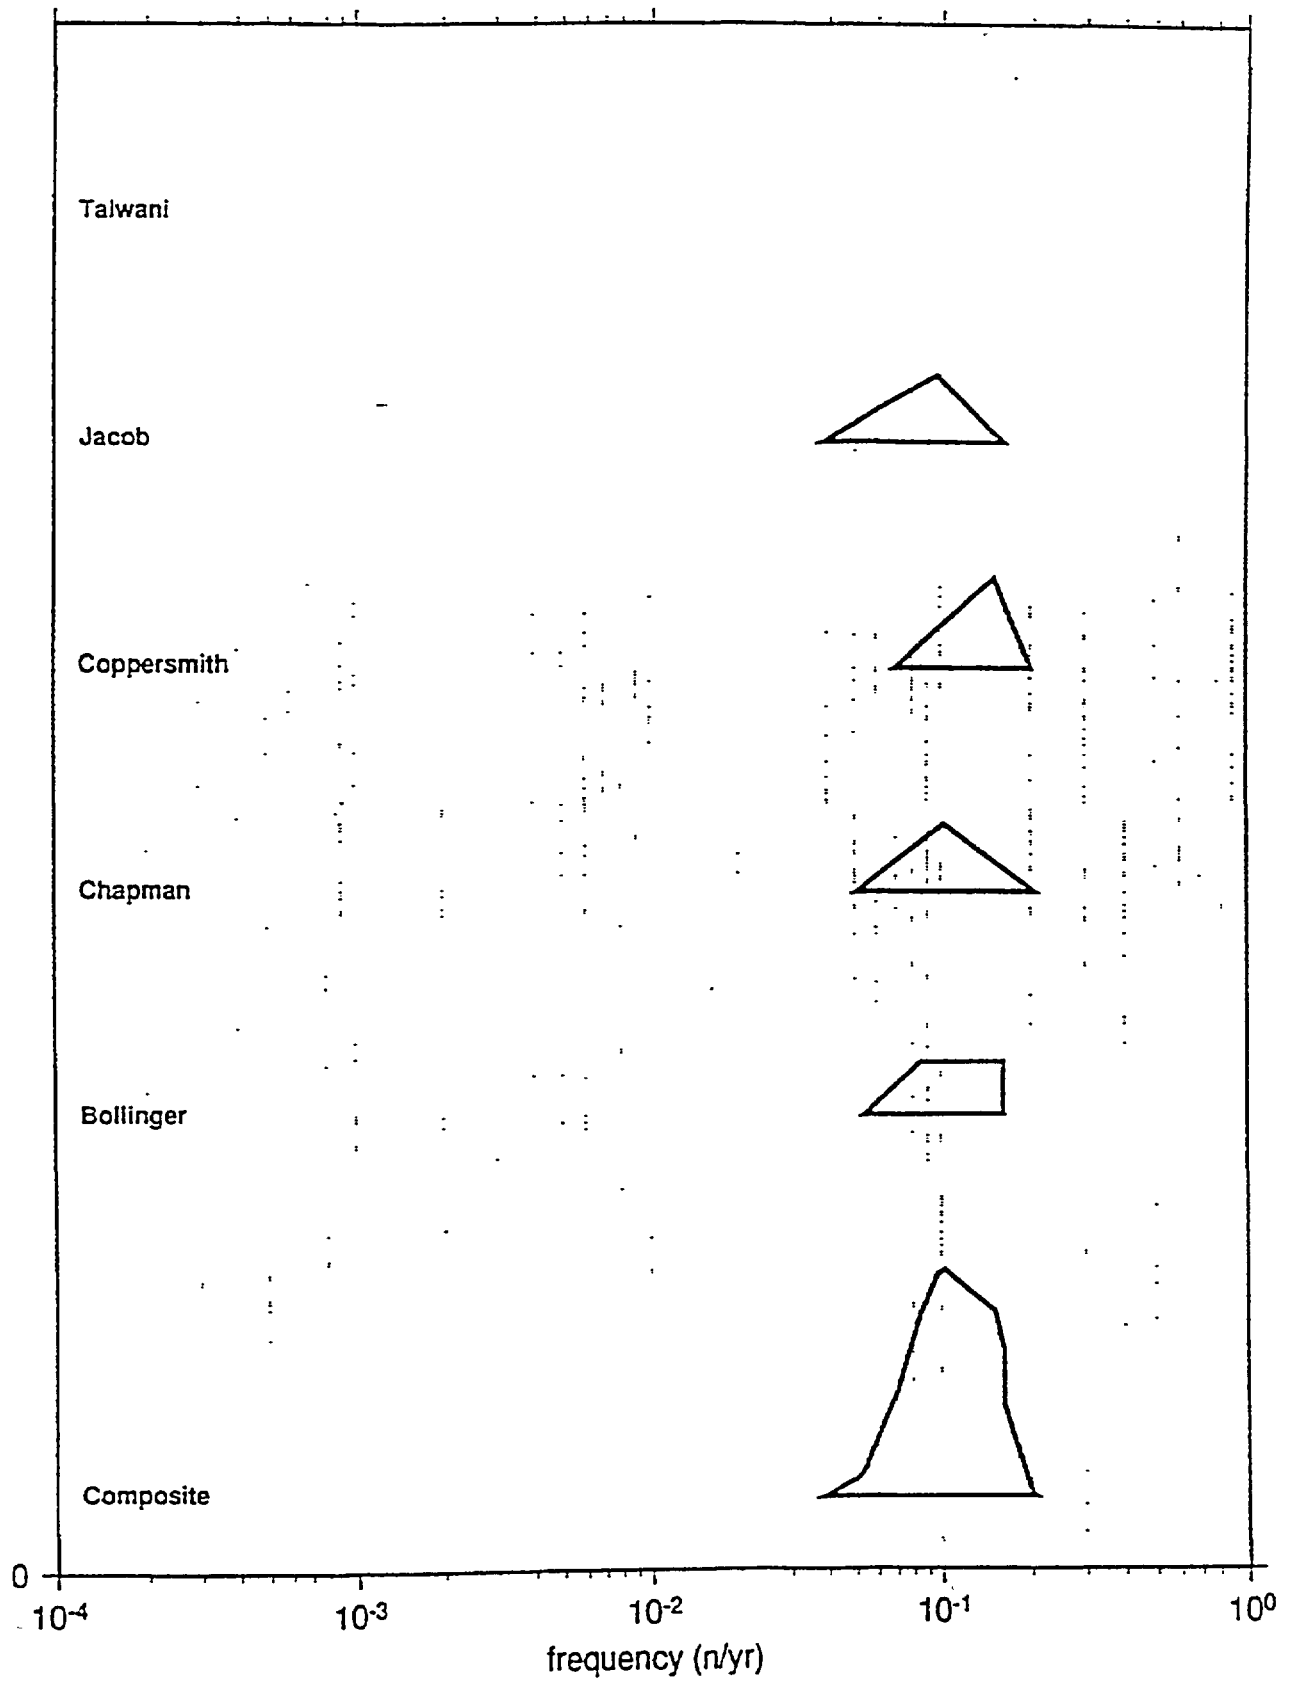 Talwani
Jacob
Coppersmith
Chapman
Bollinger
Composite
0
10-4 10-3 10-2 10-1 100
frequency (n/yr)